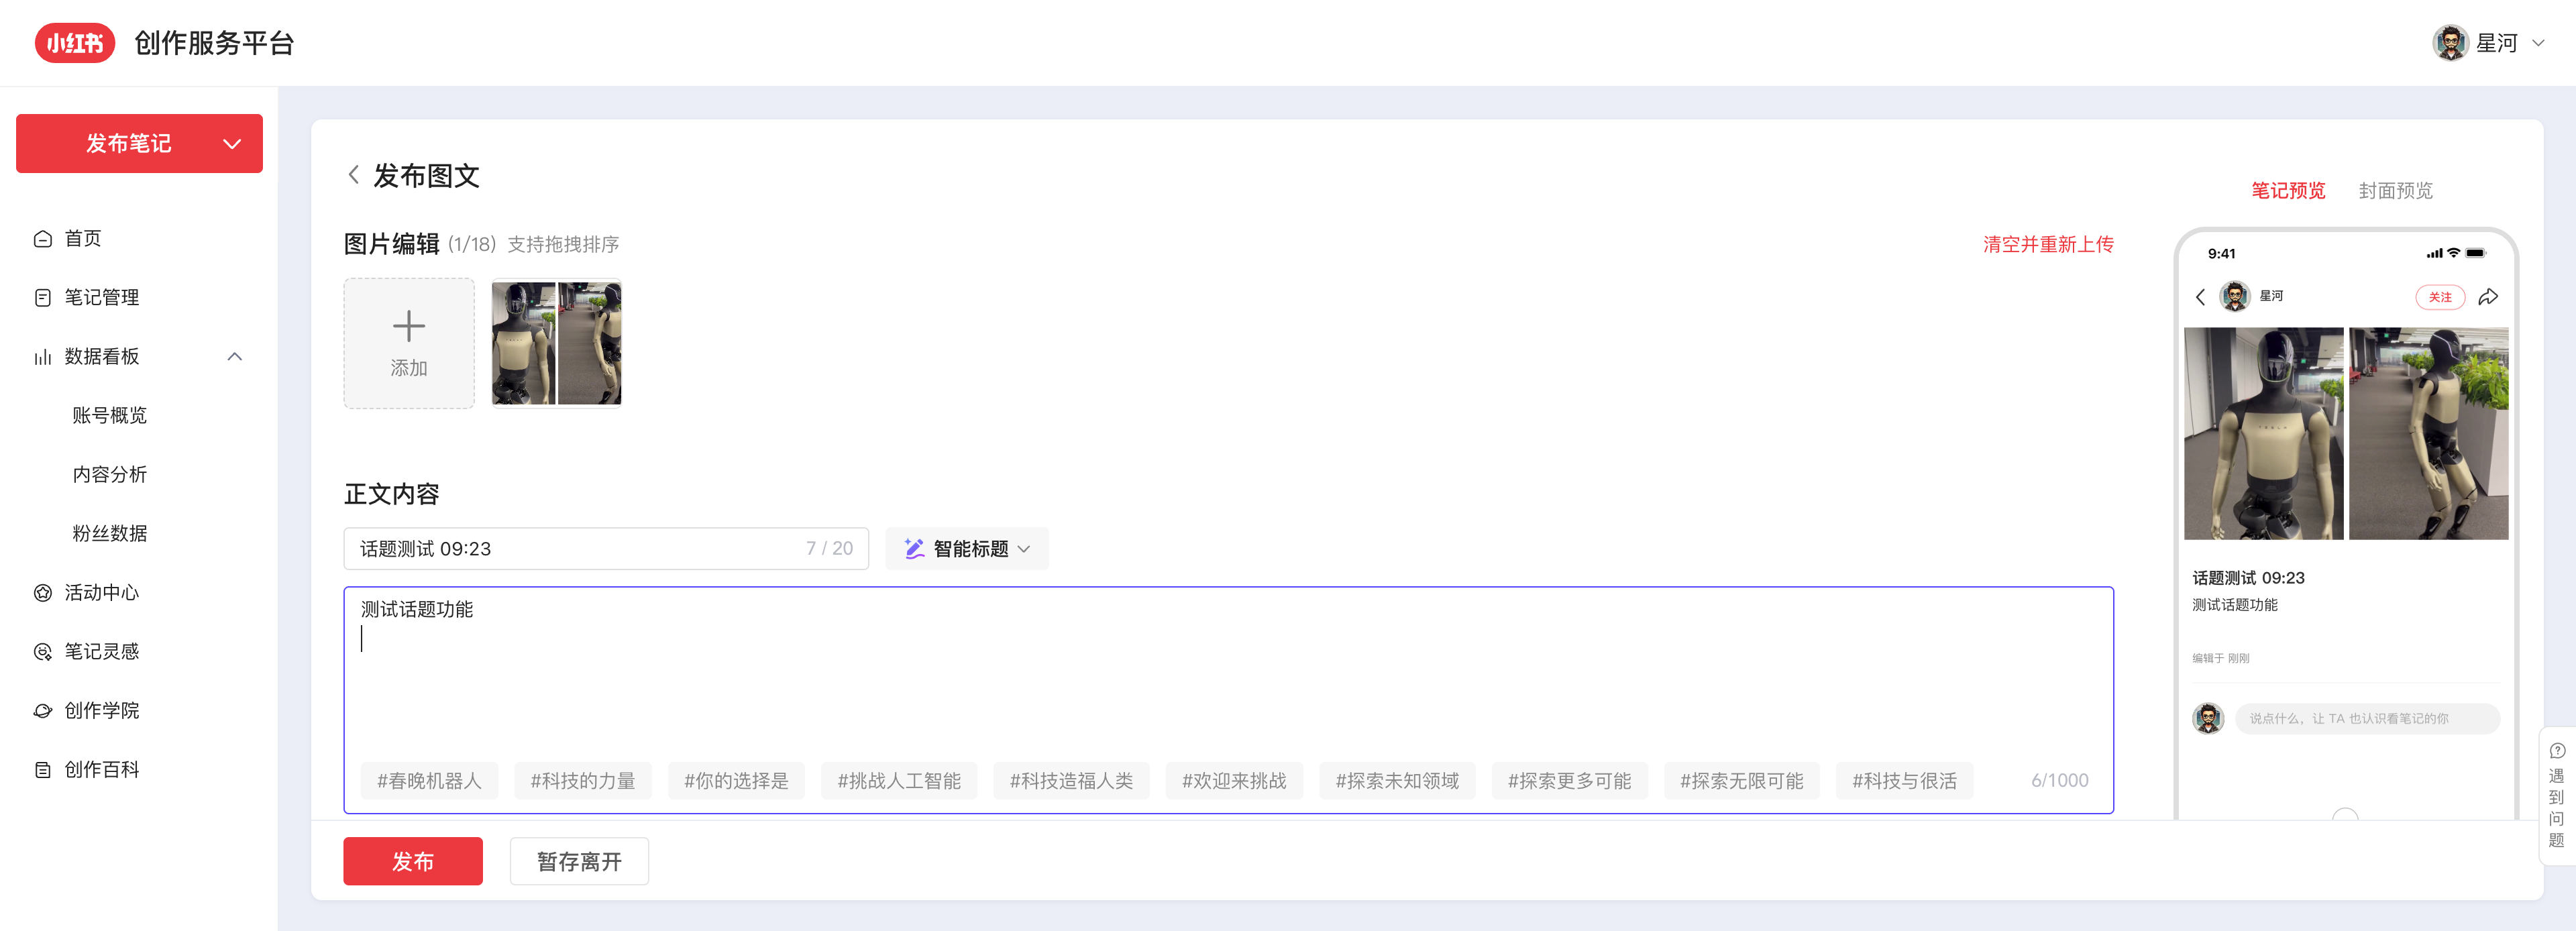 小红书 创作服务平台
星河
发布笔记
首页
笔记管理
数据看板
账号概览
内容分析
粉丝数据
活动中心
笔记灵感
创作学院
创作百科
发布图文
图片编辑 (1/18) 支持拖拽排序
清空并重新上传
添加
正文内容
话题测试 09:23 7 / 20
智能标题
测试话题功能
#春晚机器人 #科技的力量 #你的选择是 #挑战人工智能 #科技造福人类 #欢迎来挑战 #探索未知领域 #探索更多可能 #探索无限可能 #科技与很活 6/1000
发布 暂存离开
笔记预览 封面预览
9:41
星河 关注
TESLA
话题测试 09:23
测试话题功能
编辑于 刚刚
说点什么，让 TA 也认识看笔记的你
遇到问题